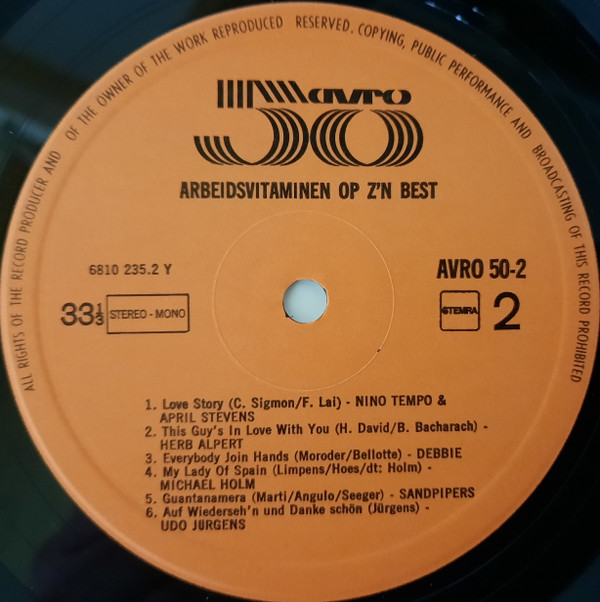 ALL RIGHTS OF THE RECORD PRODUCER AND OF THE OWNER OF THE WORK REPRODUCED RESERVED. COPYING, PUBLIC PERFORMANCE AND BROADCASTING OF THIS RECORD PROHIBITED
avro
50
ARBEIDSVITAMINEN OP Z'N BEST
6810 235.2 Y
AVRO 50-2
33⅓ STEREO - MONO
STEMRA 2
1. Love Story (C. Sigmon/F. Lai) - NINO TEMPO &
APRIL STEVENS
2. This Guy's In Love With You (H. David/B. Bacharach) -
HERB ALPERT
3. Everybody Join Hands (Moroder/Bellotte) - DEBBIE
4. My Lady Of Spain (Limpens/Hoes/dt: Holm) -
MICHAEL HOLM
5. Guantanamera (Marti/Angulo/Seeger) - SANDPIPERS
6. Auf Wiederseh'n und Danke schön (Jürgens) -
UDO JÜRGENS